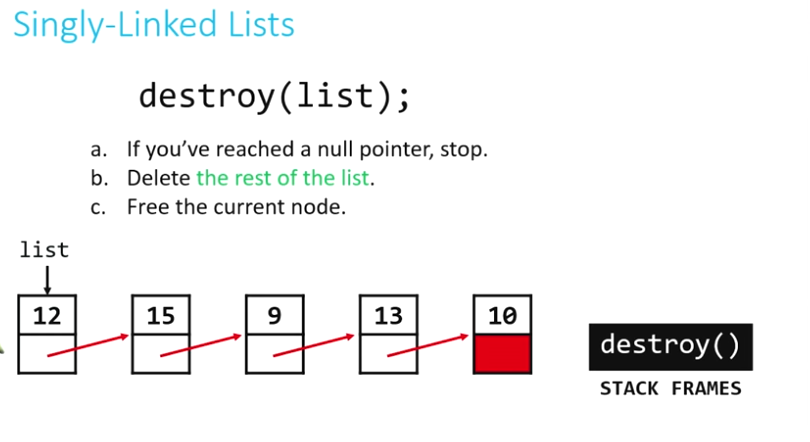 Singly-Linked Lists
destroy(list);
a. If you’ve reached a null pointer, stop.
b. Delete the rest of the list.
c. Free the current node.
list
12 15 9 13 10
destroy()
STACK FRAMES